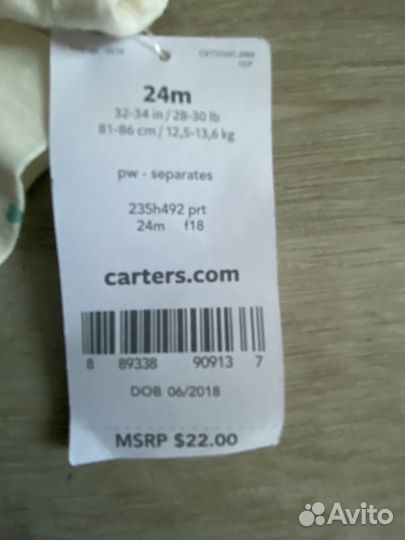 24m
32-34 in / 28-30 lb
81-86 cm / 12,5-13,6 kg
pw - separates
235h492 prt
24m f18
carters.com
8 89338 90913 7
DOB 06/2018
MSRP $22.00
Avito